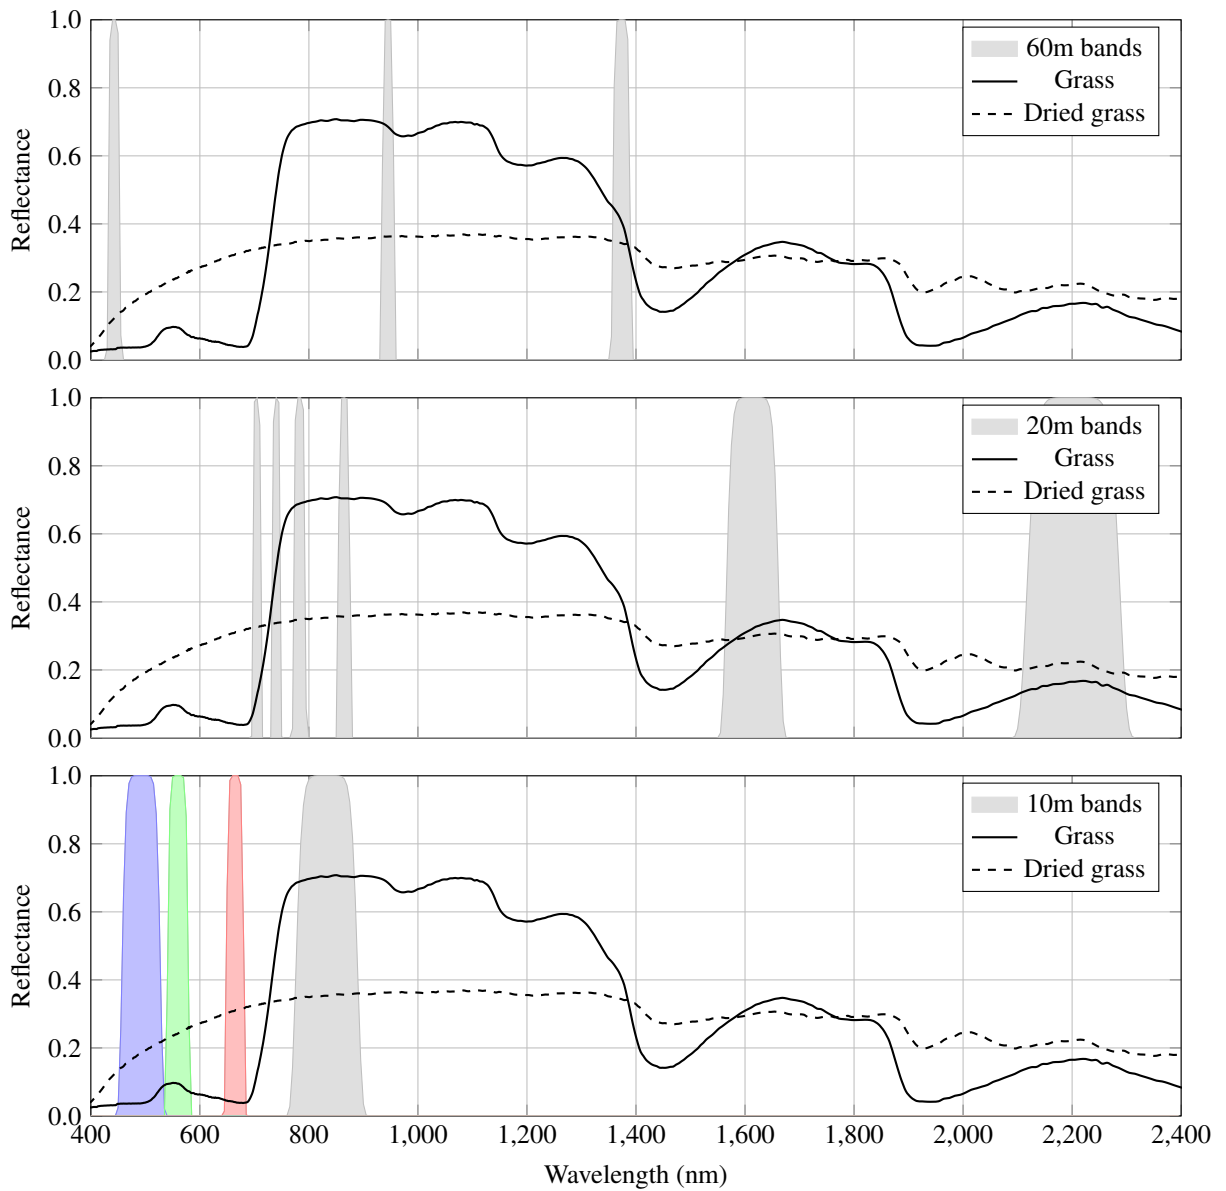 1.0
0.8
0.6
0.4
0.2
0.0
Reflectance
60m bands
Grass
Dried grass
1.0
0.8
0.6
0.4
0.2
0.0
Reflectance
20m bands
Grass
Dried grass
1.0
0.8
0.6
0.4
0.2
0.0
Reflectance
10m bands
Grass
Dried grass
400 600 800 1,000 1,200 1,400 1,600 1,800 2,000 2,200 2,400
Wavelength (nm)